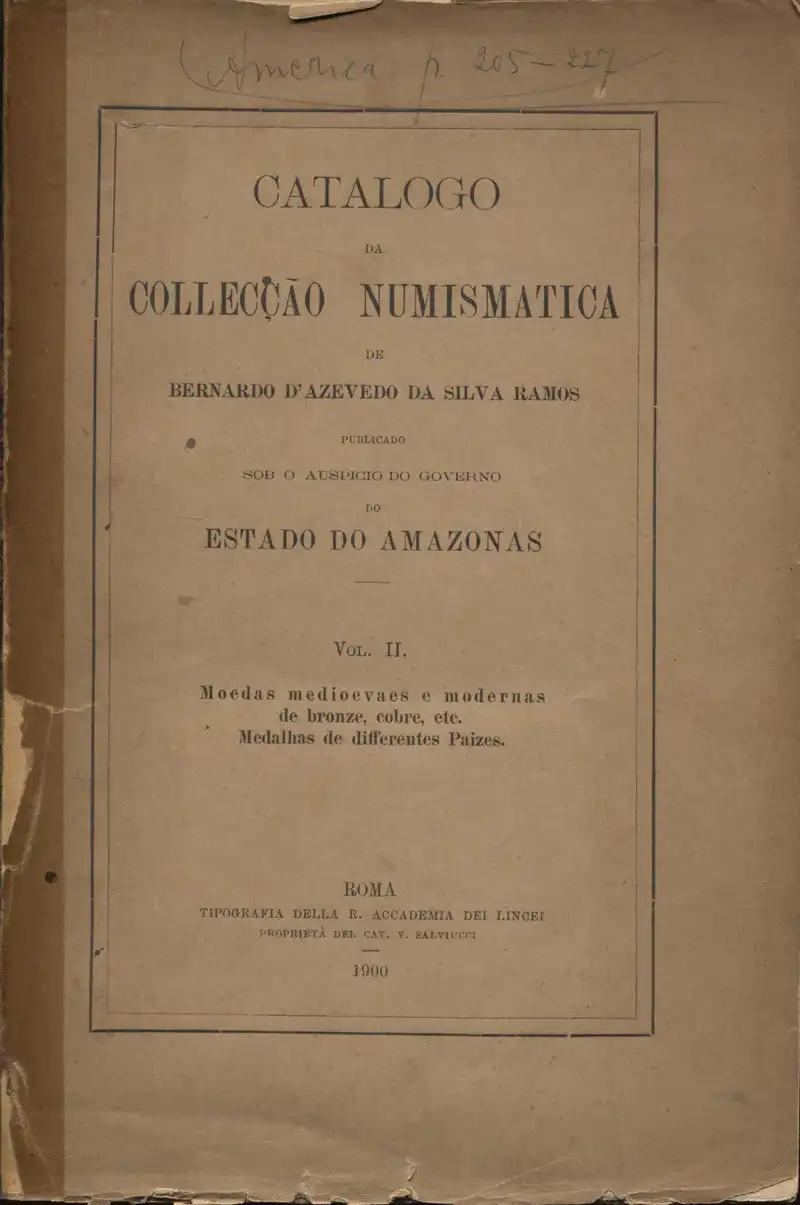 America p. 205-227
CATALOGO
DA
COLLECÇÃO NUMISMATICA
DE
BERNARDO D'AZEVEDO DA SILVA RAMOS
PUBLICADO
SOB O AUSPICIO DO GOVERNO
DO
ESTADO DO AMAZONAS
VOL. II.
Moedas medioevaes e modernas
de bronze, cobre, etc.
Medalhas de differentes Paizes.
ROMA
TIPOGRAFIA DELLA R. ACCADEMIA DEI LINCEI
PROPRIETÀ DEL CAV. V. SALVIUCCI
1900